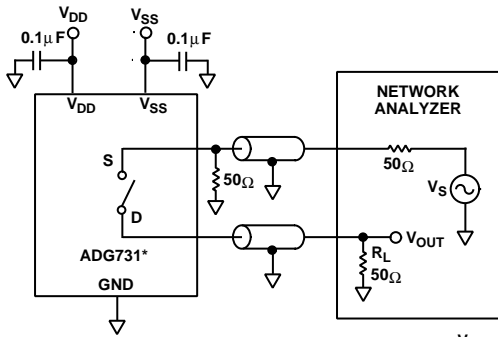 VDD
VSS
0.1μF
0.1μF
VDD
VSS
NETWORK
ANALYZER
S
50Ω
50Ω
VS
D
VOUT
ADG731*
RL
50Ω
GND